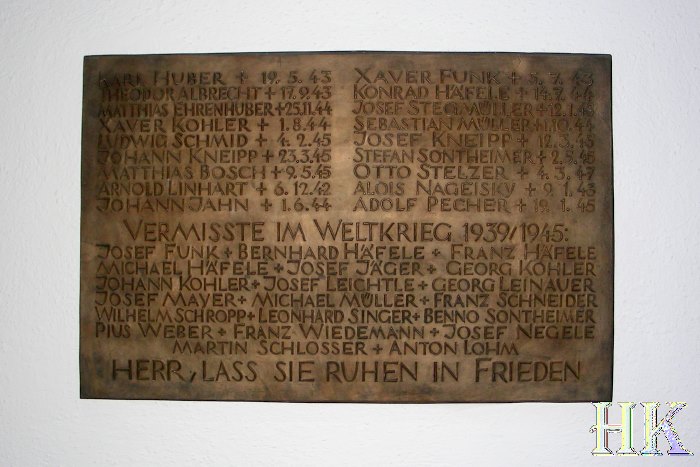 KARL HUBER + 19. 5. 43
THEODOR ALBRECHT + 17. 9. 43
MATTHIAS EHRENHUBER + 25.11.44
XAVER KOHLER + 1. 8. 44
LUDWIG SCHMID + 4. 2. 45
JOHANN KNEIPP + 23.3.45
MATTHIAS BOSCH + 9. 5. 45
ARNOLD LINHART + 6. 12. 42
JOHANN JAHN + 1. 6. 44
XAVER FUNK + 5. 7. 43
KONRAD HÄFELE + 14. 7. 44
JOSEF STEGMÜLLER +
SEBASTIAN MÜLLER +
JOSEF KNEIPP + 12. 3. 45
STEFAN SONTHEIMER + 2. 5. 45
OTTO STELZER + 4. 3. 47
ALOIS NAGELSKY + 9. 1. 43
ADOLF PECHER + 19. 1. 45
VERMISSTE IM WELTKRIEG 1939/1945:
JOSEF FUNK + BERNHARD HÄFELE + FRANZ HÄFELE
MICHAEL HÄFELE + JOSEF JÄGER + GEORG KOHLER
JOHANN KOHLER + JOSEF LEICHTLE + GEORG LEINAUER
JOSEF MAYER + MICHAEL MÜLLER + FRANZ SCHNEIDER
WILHELM SCHROPP + LEONHARD SINGER + BENNO SONTHEIMER
PIUS WEBER + FRANZ WIEDEMANN + JOSEF NEGELE
MARTIN SCHLOSSER + ANTON LOHM
HERR, LASS SIE RUHEN IN FRIEDEN
HK